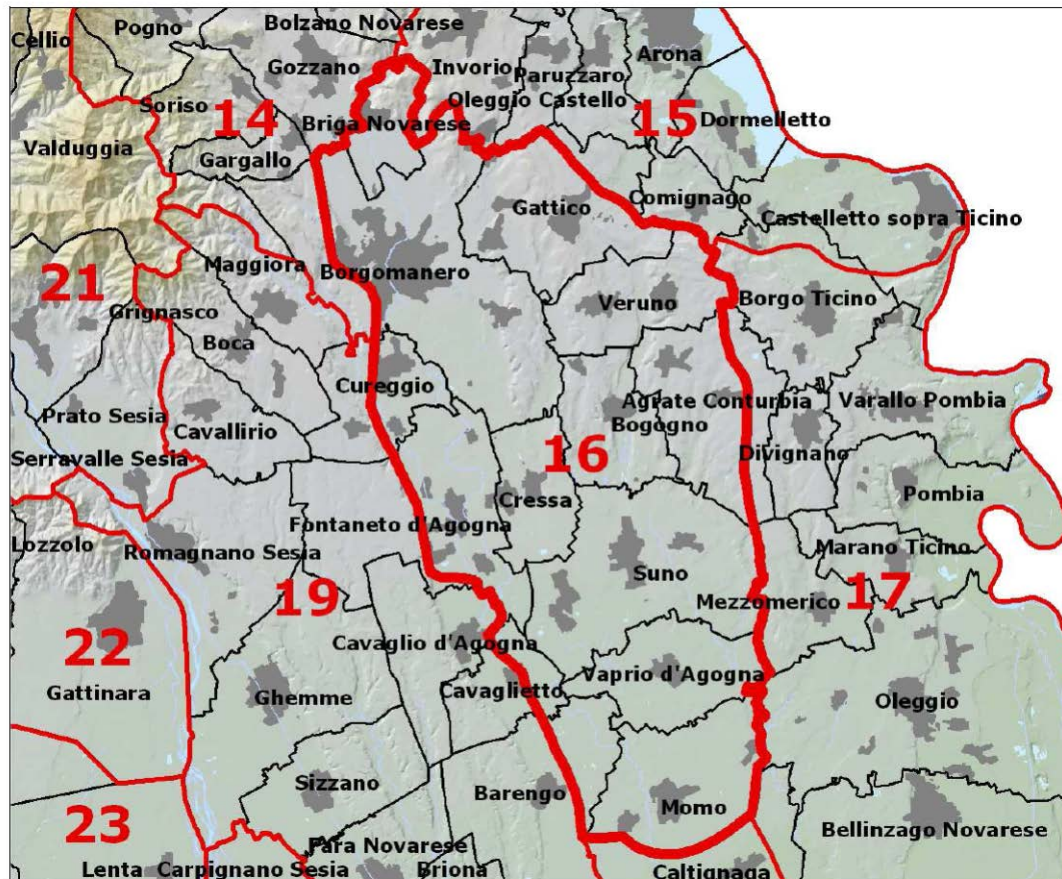 Bolzano Novarese
Pogno
Cellio
Arona
Gozzano
Invorio
Paruzzaro
Soriso
Oleggio Castello
14
15
Briga Novarese
Dormelletto
Valduggia
Gargallo
Comignago
Gattico
Castelletto sopra Ticino
Maggiora
21
Borgomanero
Veruno
Borgo Ticino
Grignasco
Boca
Cureggio
Agrate Conturbia
Varallo Pombia
Prato Sesia
Cavallirio
Bogogno
16
Divignano
Serravalle Sesia
Cressa
Pombia
Fontaneto d'Agogna
Lozzolo
Romagnano Sesia
Marano Ticino
Suno
19
Mezzomerico
17
22
Cavaglio d'Agogna
Gattinara
Ghemme
Cavaglietto
Vaprio d'Agogna
Oleggio
Sizzano
Barengo
Momo
23
Bellinzago Novarese
Fara Novarese
Lenta
Carpignano Sesia
Briona
Caltignaga